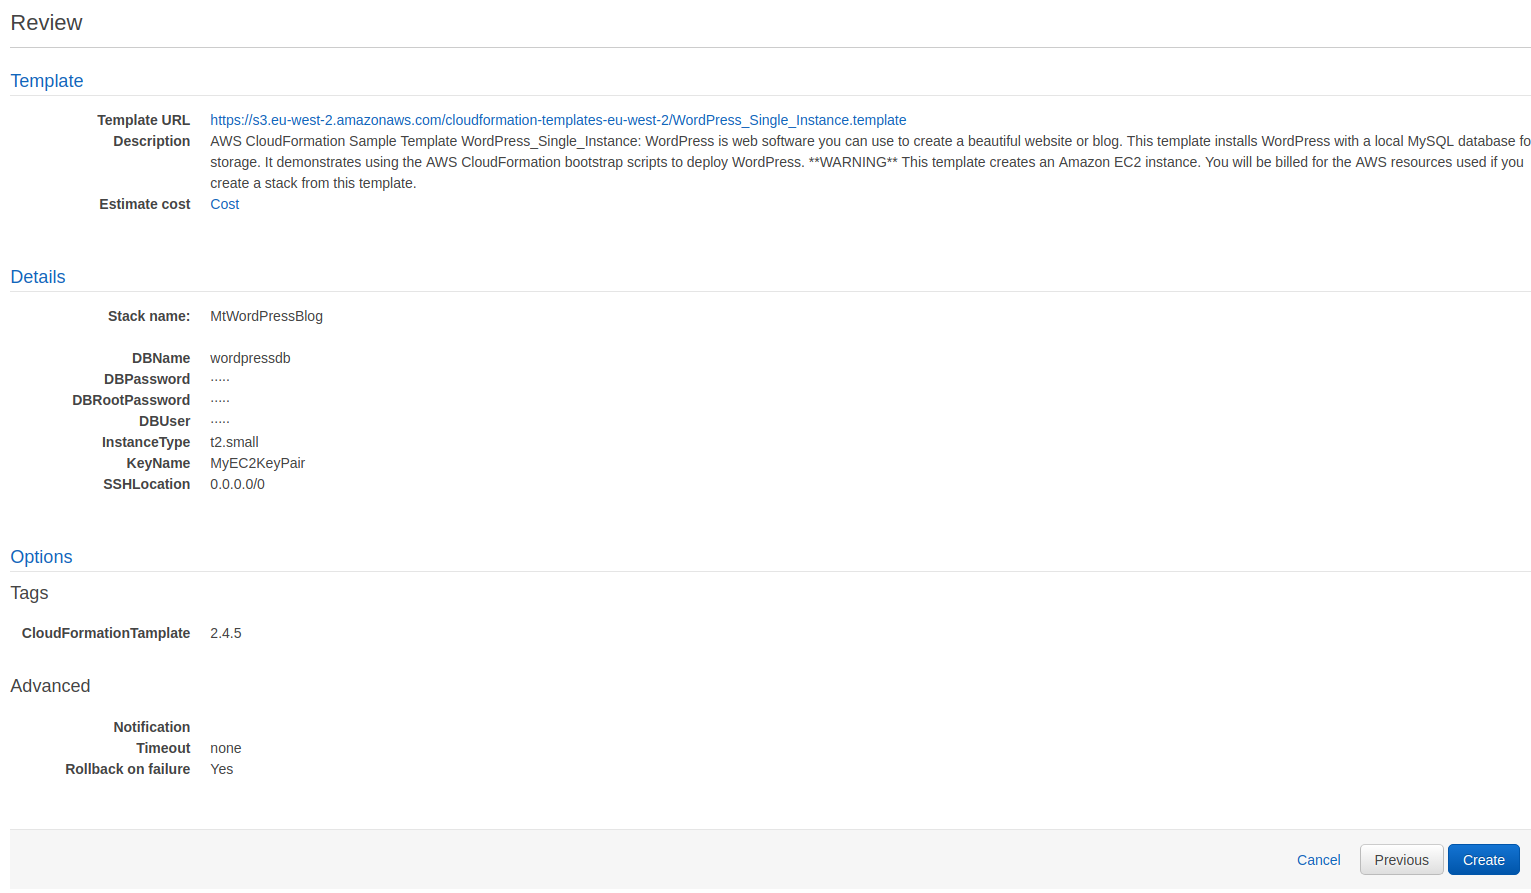 Review
Template
Template URL https://s3.eu-west-2.amazonaws.com/cloudformation-templates-eu-west-2/WordPress_Single_Instance.template
Description AWS CloudFormation Sample Template WordPress_Single_Instance: WordPress is web software you can use to create a beautiful website or blog. This template installs WordPress with a local MySQL database fo
storage. It demonstrates using the AWS CloudFormation bootstrap scripts to deploy WordPress. **WARNING** This template creates an Amazon EC2 instance. You will be billed for the AWS resources used if you
create a stack from this template.
Estimate cost Cost
Details
Stack name: MtWordPressBlog
DBName wordpressdb
DBPassword ·····
DBRootPassword ·····
DBUser ·····
InstanceType t2.small
KeyName MyEC2KeyPair
SSHLocation 0.0.0.0/0
Options
Tags
CloudFormationTamplate 2.4.5
Advanced
Notification
Timeout none
Rollback on failure Yes
Cancel Previous Create